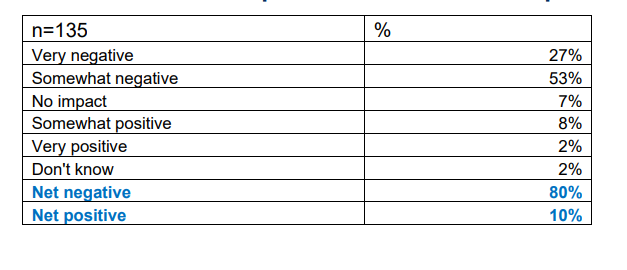 n=135 %
Very negative 27%
Somewhat negative 53%
No impact 7%
Somewhat positive 8%
Very positive 2%
Don't know 2%
Net negative 80%
Net positive 10%